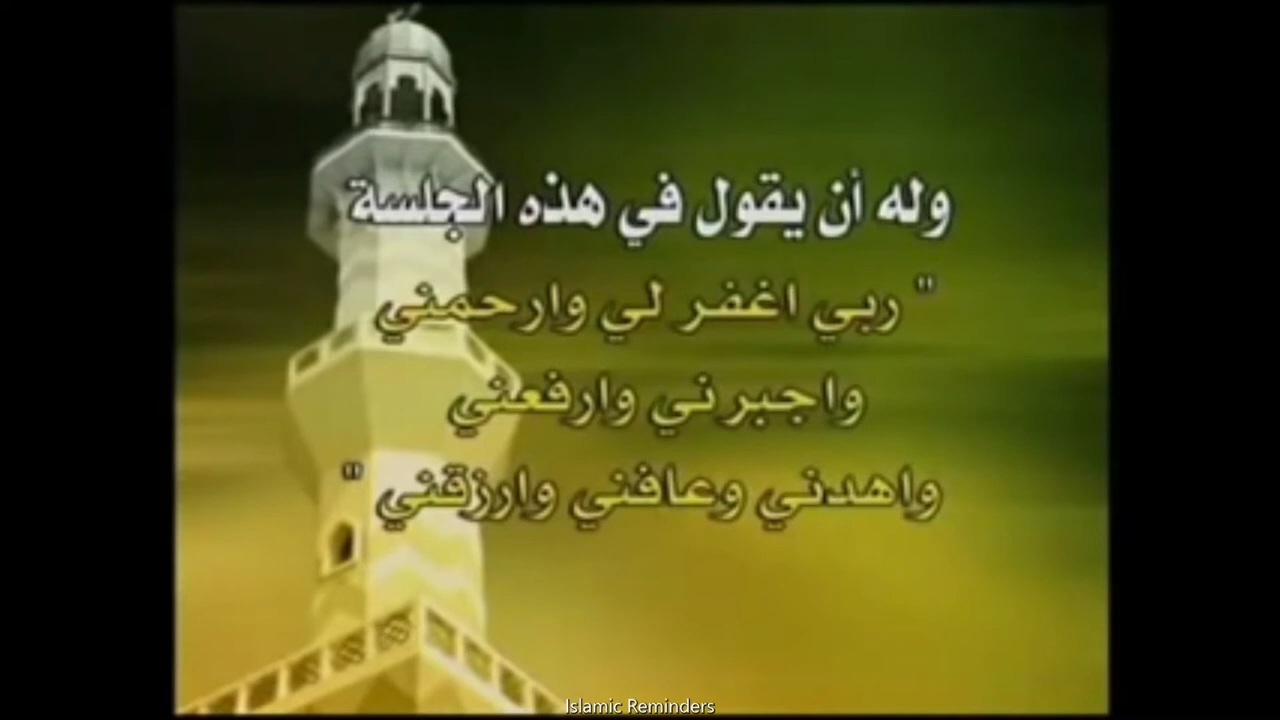 وله أن يقول في هذه الجلسة
" ربي اغفر لي وارحمني
واجبرني وارفعني
واهدني وعافني وارزقني "
Islamic Reminders